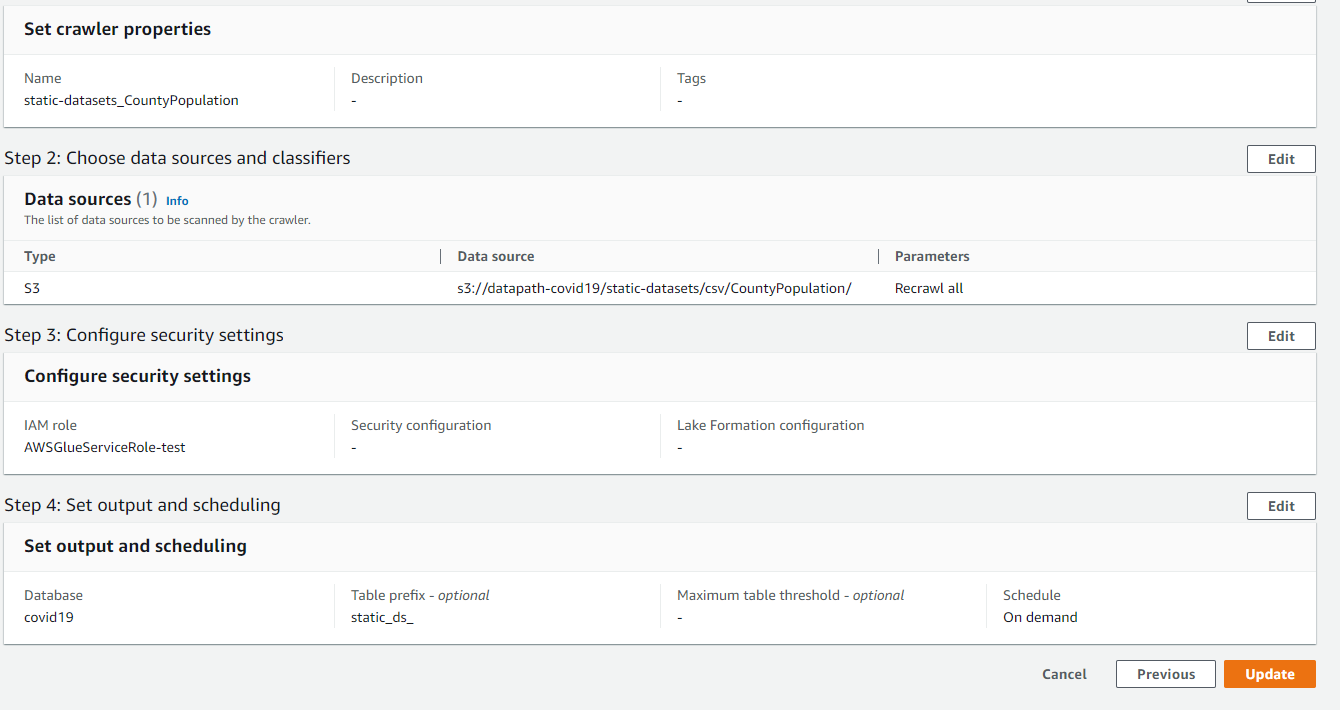 Set crawler properties
Name
Description
Tags
static-datasets_CountyPopulation
-
-
Step 2: Choose data sources and classifiers
Edit
Data sources (1) Info
The list of data sources to be scanned by the crawler.
Type
Data source
Parameters
S3
s3://datapath-covid19/static-datasets/csv/CountyPopulation/
Recrawl all
Step 3: Configure security settings
Edit
Configure security settings
IAM role
Security configuration
Lake Formation configuration
AWSGlueServiceRole-test
-
-
Step 4: Set output and scheduling
Edit
Set output and scheduling
Database
Table prefix - optional
Maximum table threshold - optional
Schedule
covid19
static_ds_
-
On demand
Cancel
Previous
Update